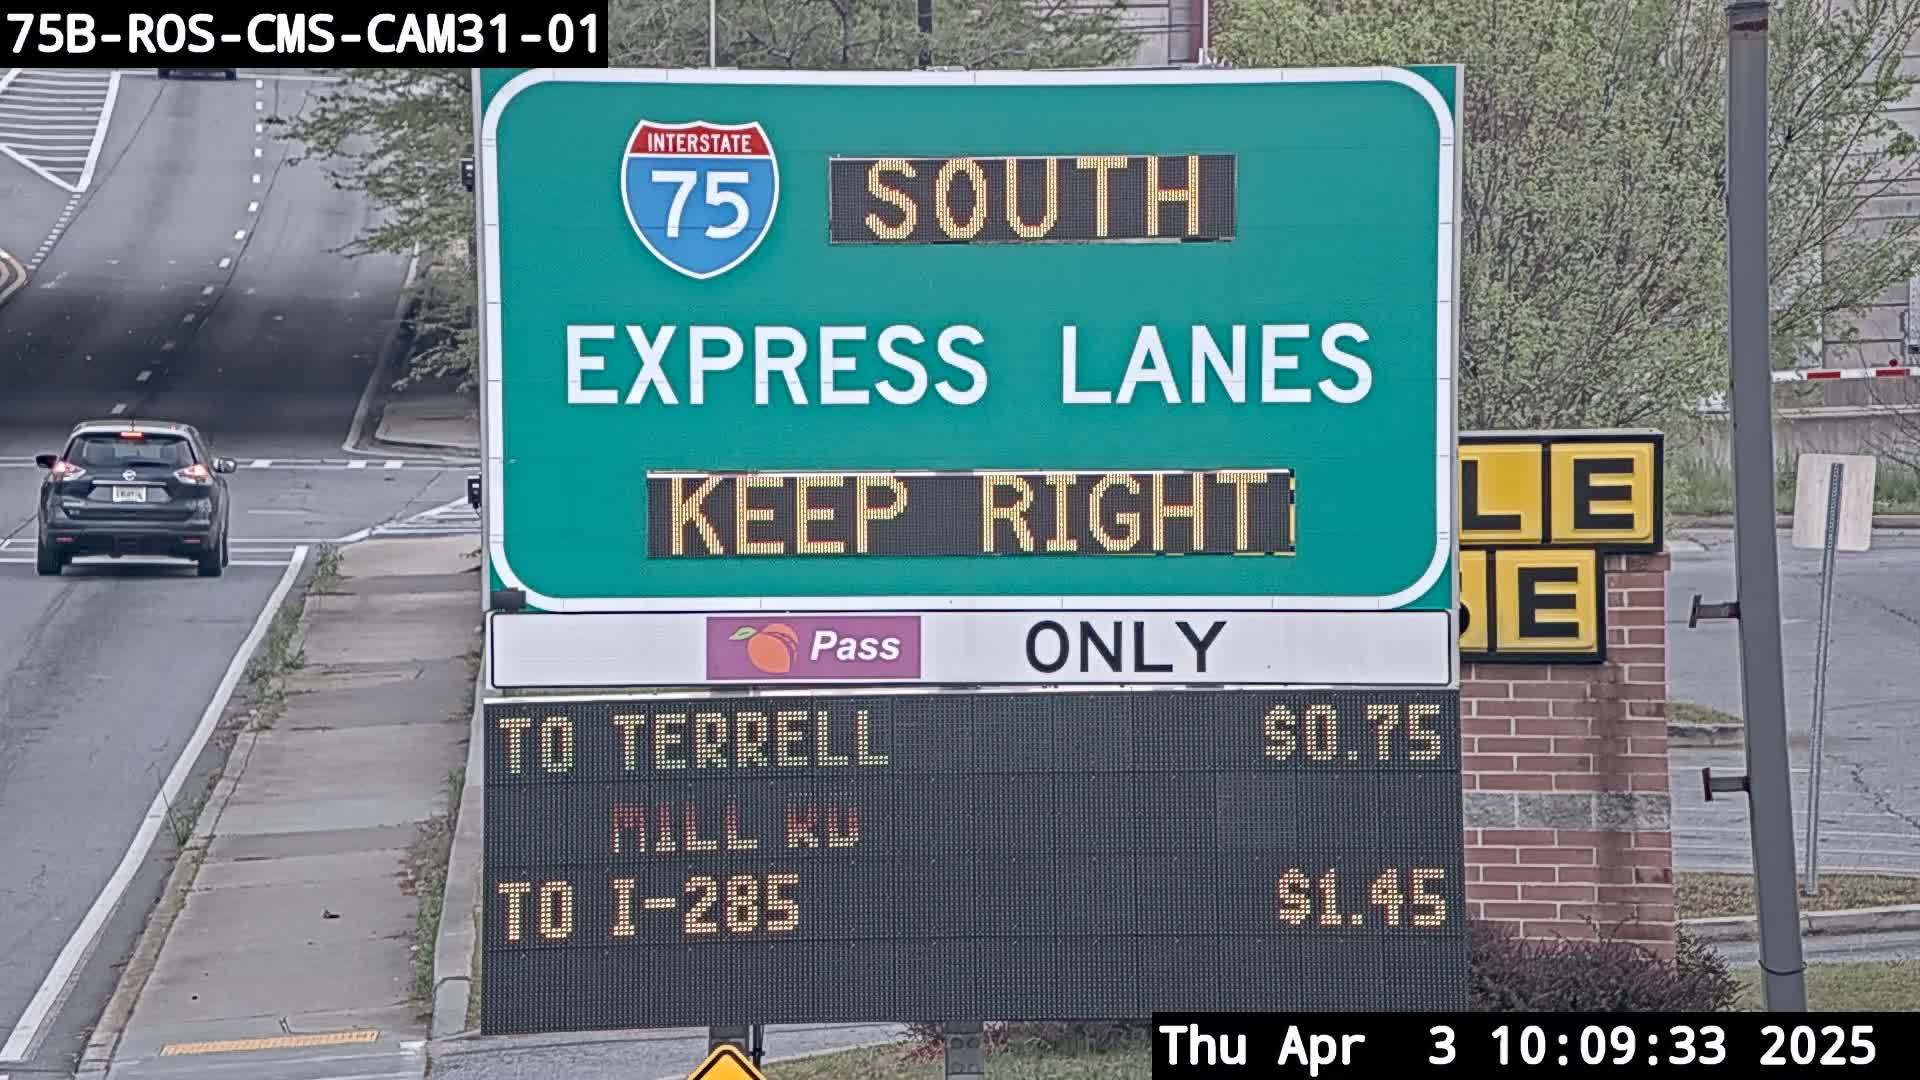 75B-ROS-CMS-CAM31-01
INTERSTATE
75
SOUTH
EXPRESS LANES
KEEP RIGHT
Pass ONLY
TO TERRELL $0.75
MILL RD
TO I-285 $1.45
LE
E
Thu Apr 3 10:09:33 2025